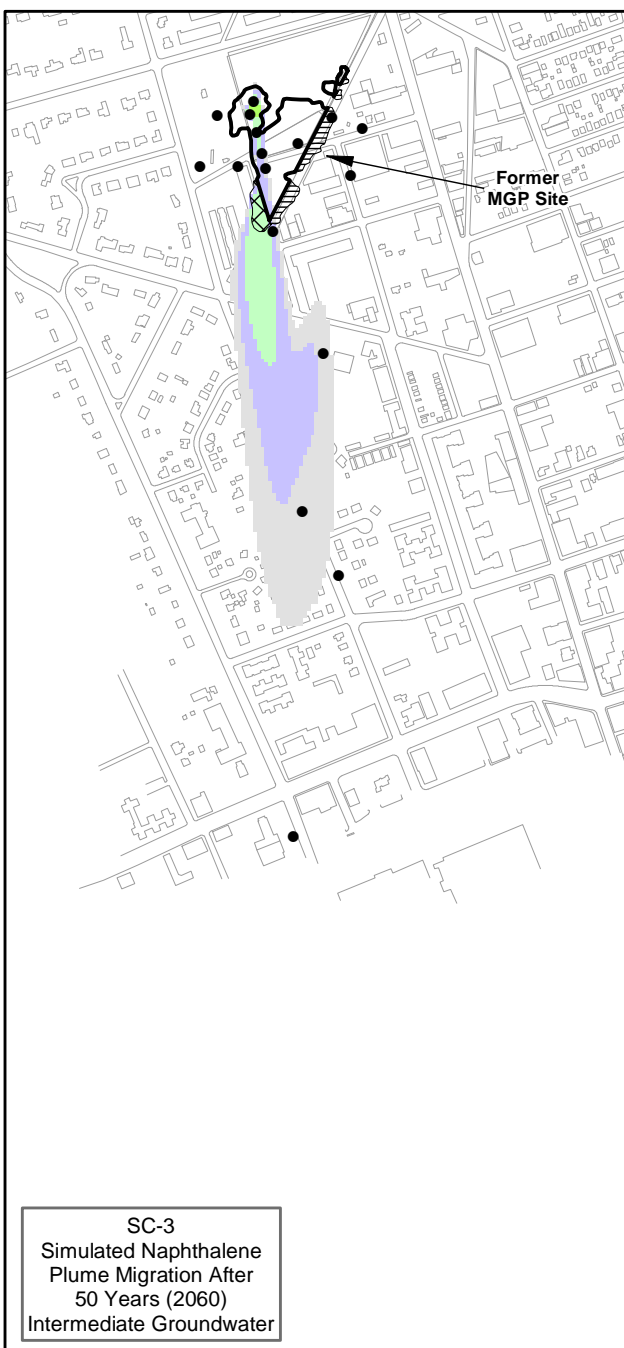 Former
MGP Site
SC-3
Simulated Naphthalene
Plume Migration After
50 Years (2060)
Intermediate Groundwater